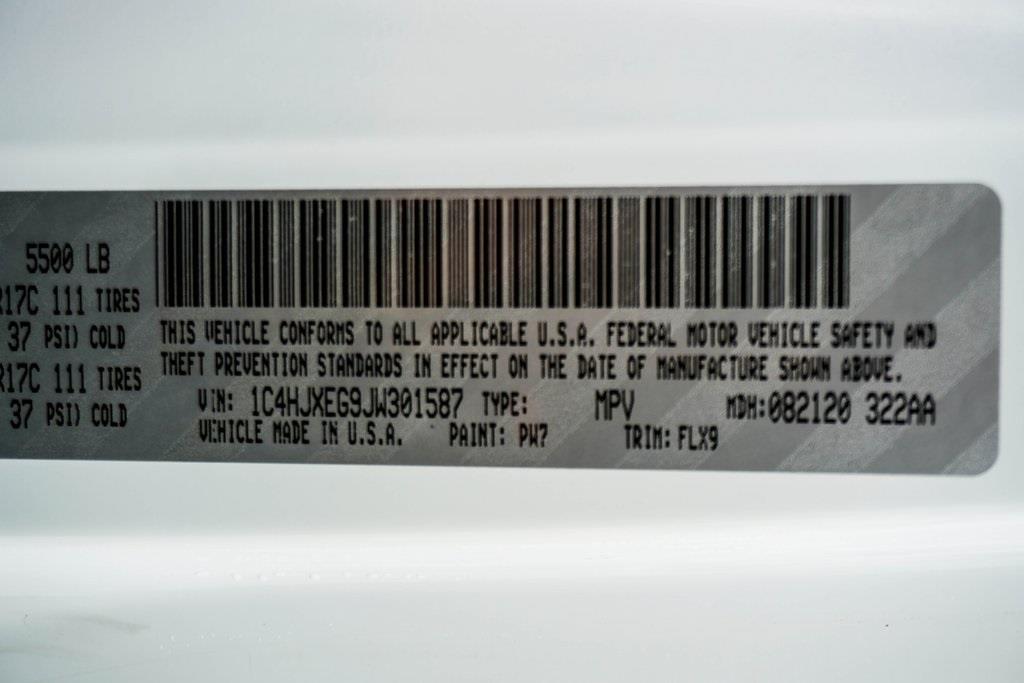 5500 LB
R17C 111 TIRES
37 PSI) COLD
R17C 111 TIRES
37 PSI) COLD
THIS VEHICLE CONFORMS TO ALL APPLICABLE U.S.A. FEDERAL MOTOR VEHICLE SAFETY AND
THEFT PREVENTION STANDARDS IN EFFECT ON THE DATE OF MANUFACTURE SHOWN ABOVE.
VIN: 1C4HJXEG9JW301587 TYPE: MPV MDH:082120 322AA
VEHICLE MADE IN U.S.A. PAINT: PW7 TRIM: FLX9